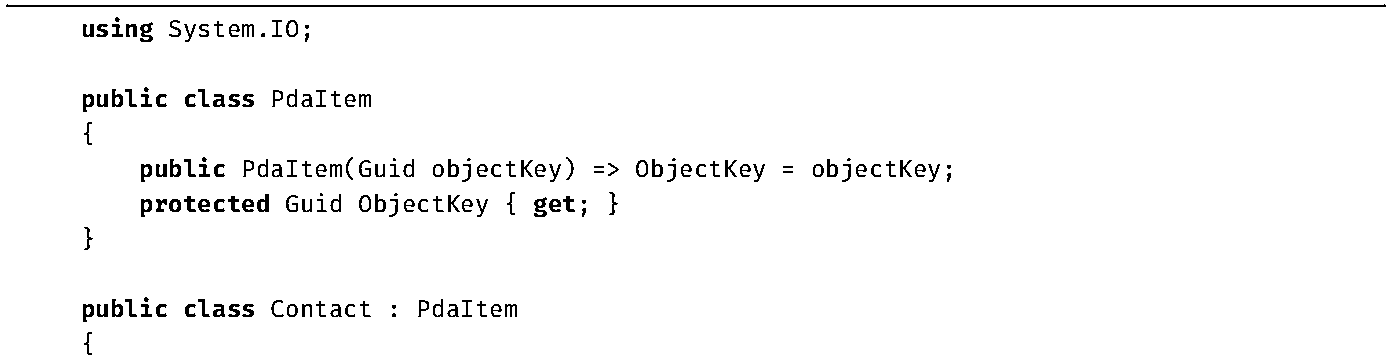 using System.IO;
public class PdaItem
{
public PdaItem(Guid objectKey) => ObjectKey = objectKey;
protected Guid ObjectKey { get; }
}
public class Contact : PdaItem
{